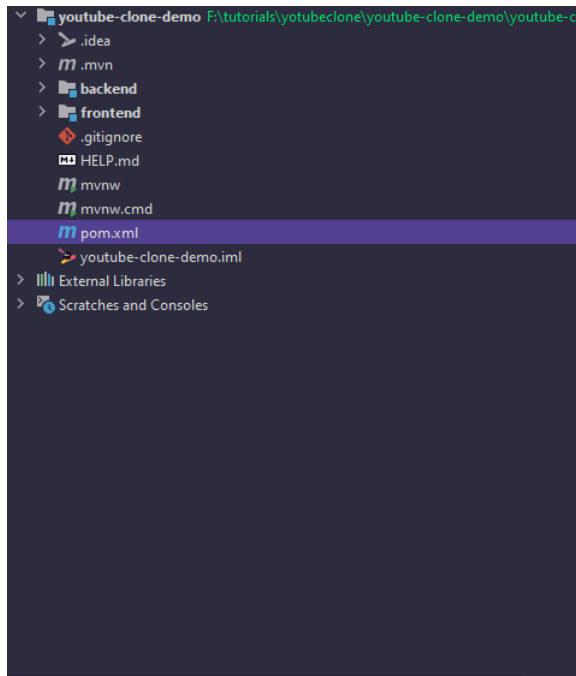 youtube-clone-demo F:\tutorials\yotubeclone\youtube-clone-demo\youtube-c
.idea
.mvn
backend
frontend
.gitignore
HELP.md
mvnw
mvnw.cmd
pom.xml
youtube-clone-demo.iml
External Libraries
Scratches and Consoles